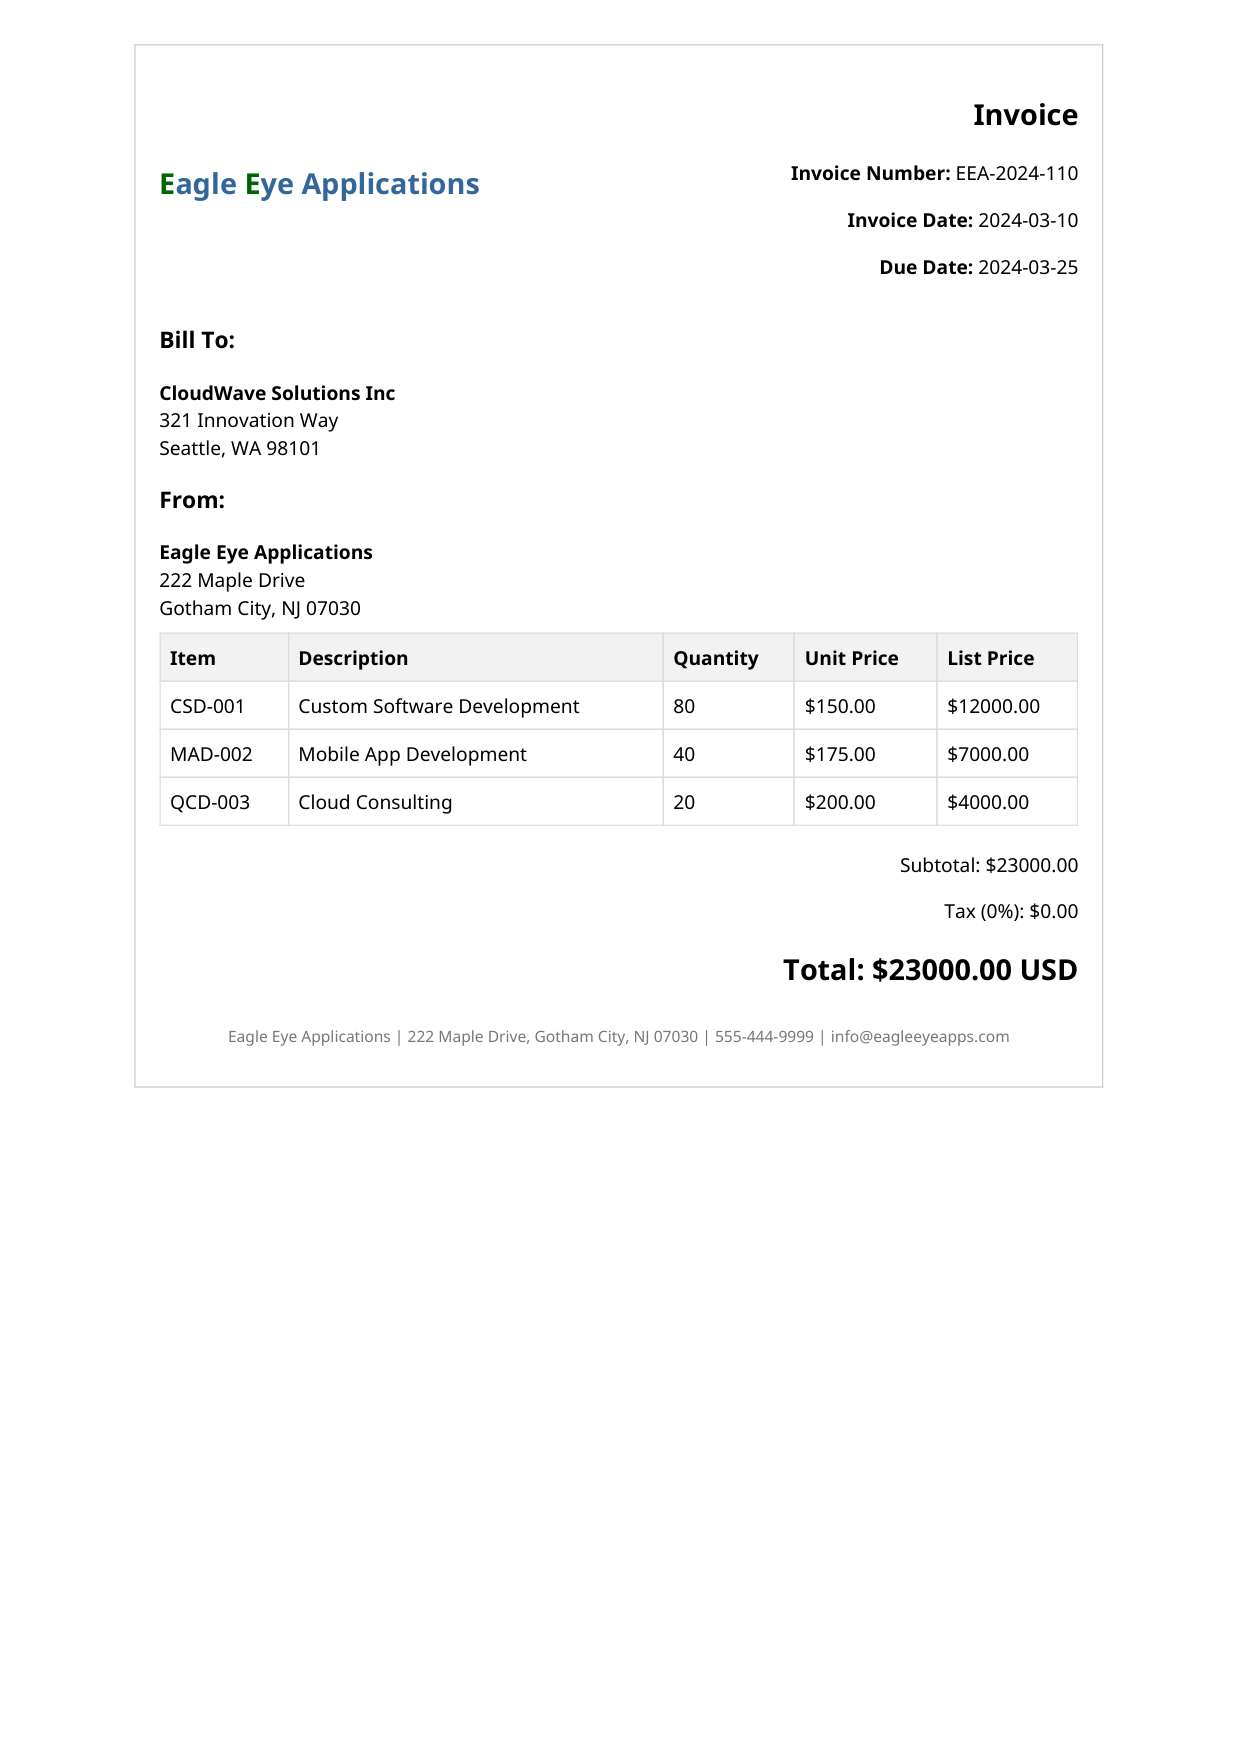 Invoice
Eagle Eye Applications
Invoice Number: EEA-2024-110
Invoice Date: 2024-03-10
Due Date: 2024-03-25
Bill To:
CloudWave Solutions Inc
321 Innovation Way
Seattle, WA 98101
From:
Eagle Eye Applications
222 Maple Drive
Gotham City, NJ 07030
Item Description Quantity Unit Price List Price
CSD-001 Custom Software Development 80 $150.00 $12000.00
MAD-002 Mobile App Development 40 $175.00 $7000.00
QCD-003 Cloud Consulting 20 $200.00 $4000.00
Subtotal: $23000.00
Tax (0%): $0.00
Total: $23000.00 USD
Eagle Eye Applications | 222 Maple Drive, Gotham City, NJ 07030 | 555-444-9999 | info@eagleeyeapps.com